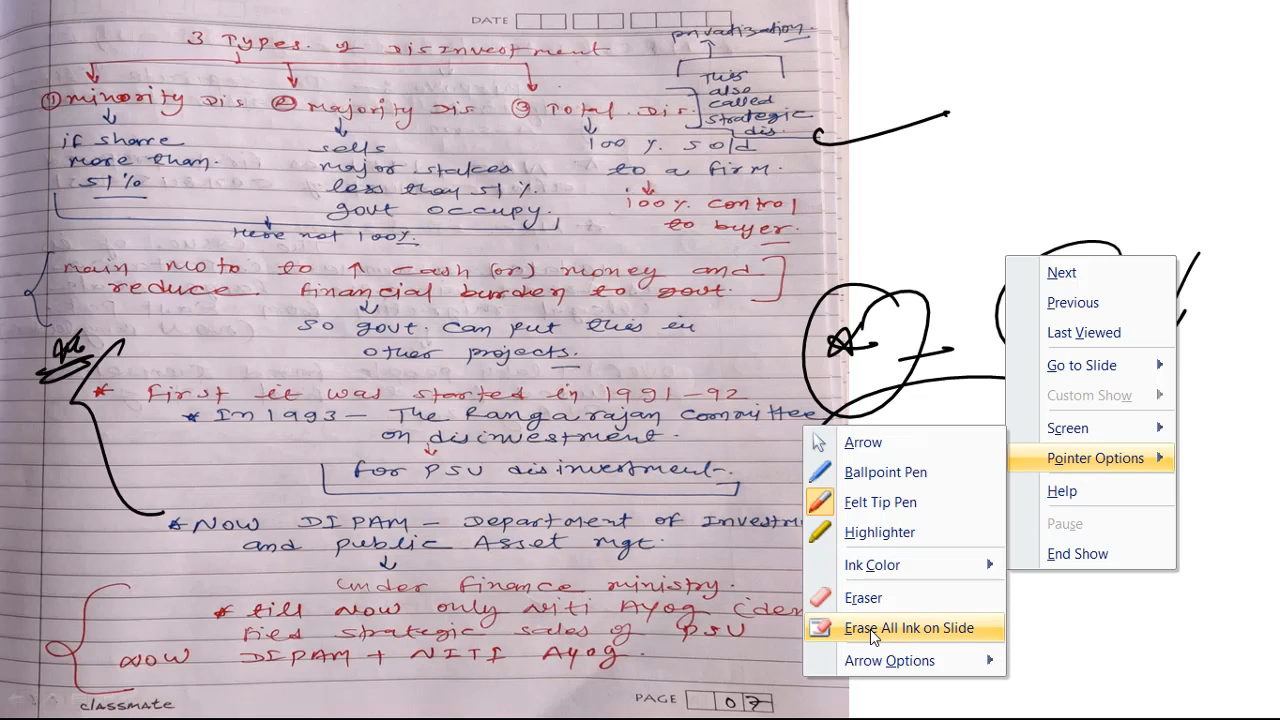 DATE
privatization.
3 Types. of Disinvestment
① minority Dis ② majority Dis ③ Total. Dis.
This
also
called
strategic
dis.
if share
more than.
51%
sells
major stakes
less than 51%.
govt occupy.
100 %. sold
to a firm.
100%. control
to buyer.
Here not 100%.
main moto to ↑ cash (or) money and
reduce. financial burden to govt.
so govt. can put this in
other projects.
* First it was started in 1991-92
* In 1993 - The Rangarajan Committee
on disinvestment.
for PSU disinvestment.
* Now DIPAM - Department of Investm
and public Asset mgt.
under finance ministry.
* till now only Niti Ayog (iden
fied strategic sales of PSU
now DIPAM + NITI Ayog.
classmate
PAGE 07
Next
Previous
Last Viewed
Go to Slide
Custom Show
Screen
Pointer Options
Help
Pause
End Show
Arrow
Ballpoint Pen
Felt Tip Pen
Highlighter
Ink Color
Eraser
Erase All Ink on Slide
Arrow Options